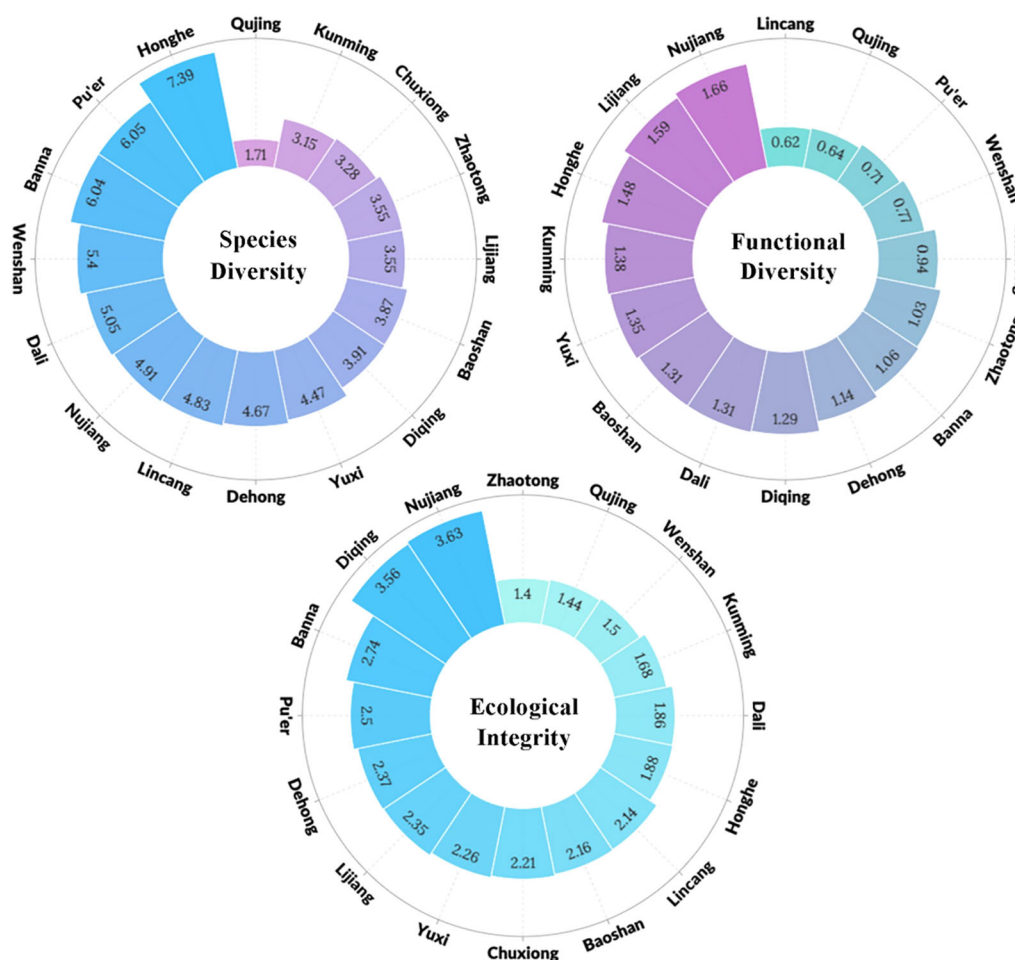 Qujing
Kunming
Chuxiong
Zhaotong
Lijiang
Baoshan
Diqing
Yuxi
Dehong
Lincang
Nujiang
Dali
Wenshan
Banna
Pu'er
Honghe
1.71
3.15
3.28
3.55
3.55
3.87
3.91
4.47
4.67
4.83
4.91
5.05
5.4
6.04
6.05
7.39
Species
Diversity
Lincang
Qujing
Pu'er
Wenshan
Zhaotong
Banna
Dehong
Diqing
Dali
Baoshan
Yuxi
Kunming
Honghe
Lijiang
Nujiang
0.62
0.64
0.71
0.77
0.94
1.03
1.06
1.14
1.29
1.31
1.31
1.35
1.38
1.48
1.59
1.66
Functional
Diversity
Zhaotong
Qujing
Wenshan
Kunming
Dali
Honghe
Lincang
Baoshan
Chuxiong
Yuxi
Lijiang
Dehong
Pu'er
Banna
Diqing
Nujiang
1.4
1.44
1.5
1.68
1.86
1.88
2.14
2.16
2.21
2.26
2.35
2.37
2.5
2.74
3.56
3.63
Ecological
Integrity